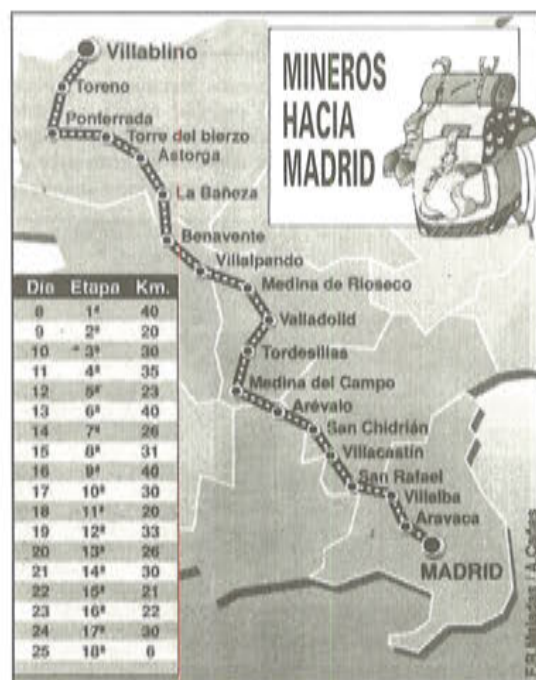 MINEROS
HACIA
MADRID
Villablino
Toreno
Ponferrada
Torre del bierzo
Astorga
La Bañeza
Benavente
Villalpando
Medina de Rioseco
Valladolid
Tordesillas
Medina del Campo
Arévalo
San Chidrián
Villacastín
San Rafael
Villalba
Aravaca
MADRID
Día Etapa Km.
8 1ª 40
9 2ª 20
10 3ª 30
11 4ª 35
12 5ª 23
13 6ª 40
14 7ª 26
15 8ª 31
16 9ª 40
17 10ª 30
18 11ª 20
19 12ª 33
20 13ª 26
21 14ª 30
22 15ª 21
23 16ª 22
24 17ª 30
25 18ª 6